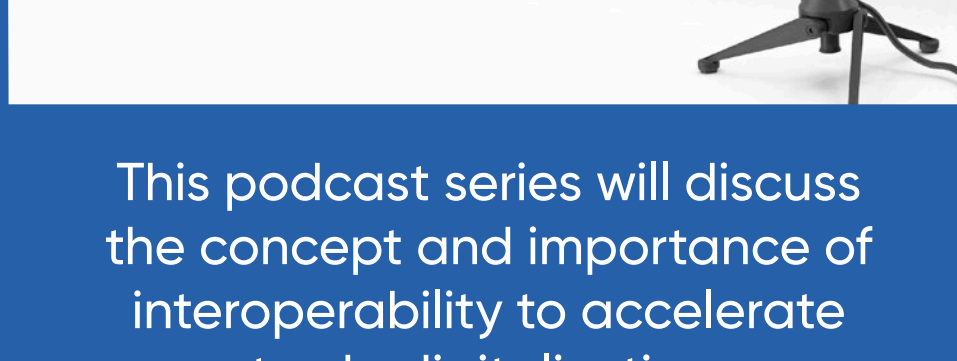 This podcast series will discuss
the concept and importance of
interoperability to accelerate